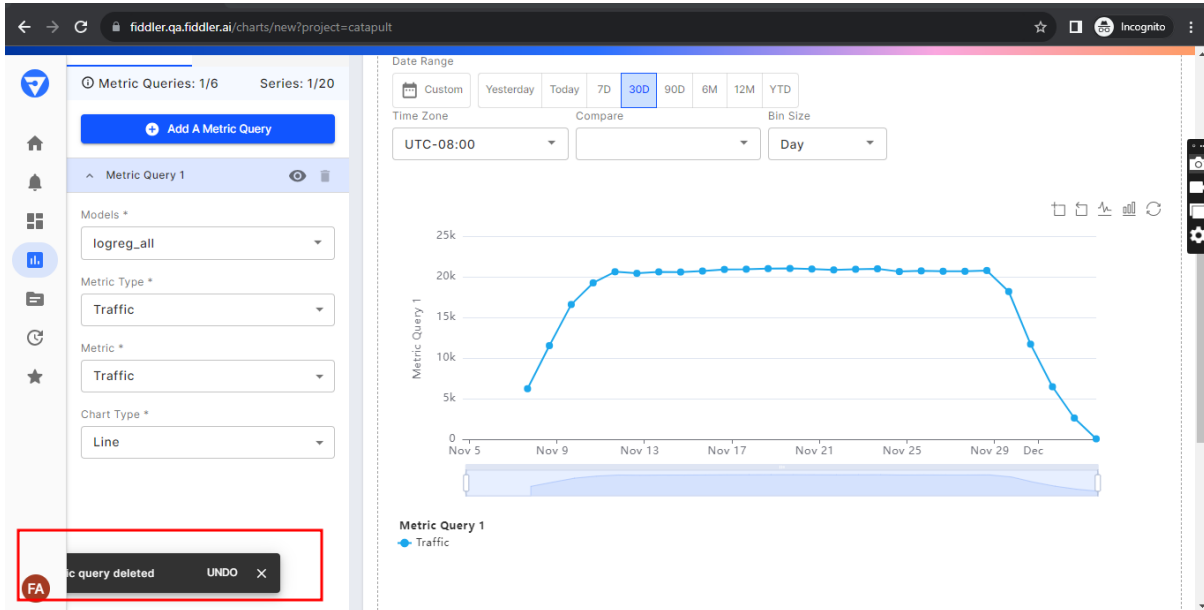 fiddler.qa.fiddler.ai/charts/new?project=catapult
Incognito
Metric Queries: 1/6 Series: 1/20
Add A Metric Query
Metric Query 1
Models *
logreg_all
Metric Type *
Traffic
Metric *
Traffic
Chart Type *
Line
ic query deleted UNDO
FA
Date Range
Custom Yesterday Today 7D 30D 90D 6M 12M YTD
Time Zone Compare Bin Size
UTC-08:00 Day
25k
20k
15k
10k
5k
0
Metric Query 1
Nov 5 Nov 9 Nov 13 Nov 17 Nov 21 Nov 25 Nov 29 Dec
Metric Query 1
Traffic